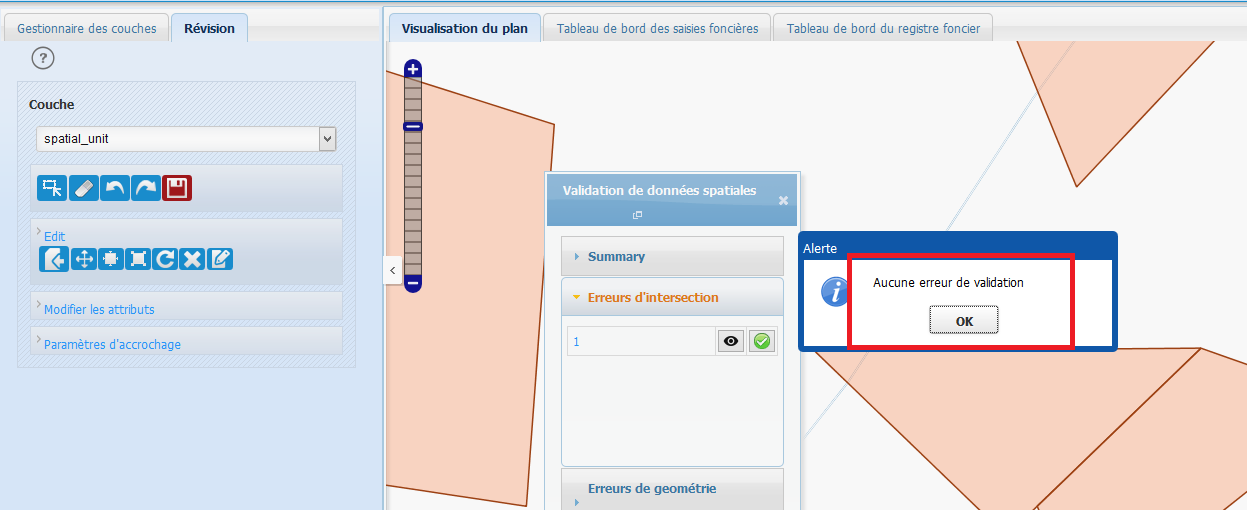 Gestionnaire des couches
Révision
Visualisation du plan
Tableau de bord des saisies foncières
Tableau de bord du registre foncier
?
Couche
spatial_unit
Edit
Modifier les attributs
Paramètres d'accrochage
Validation de données spatiales
Summary
Erreurs d'intersection
1
Erreurs de geométrie
Alerte
Aucune erreur de validation
OK